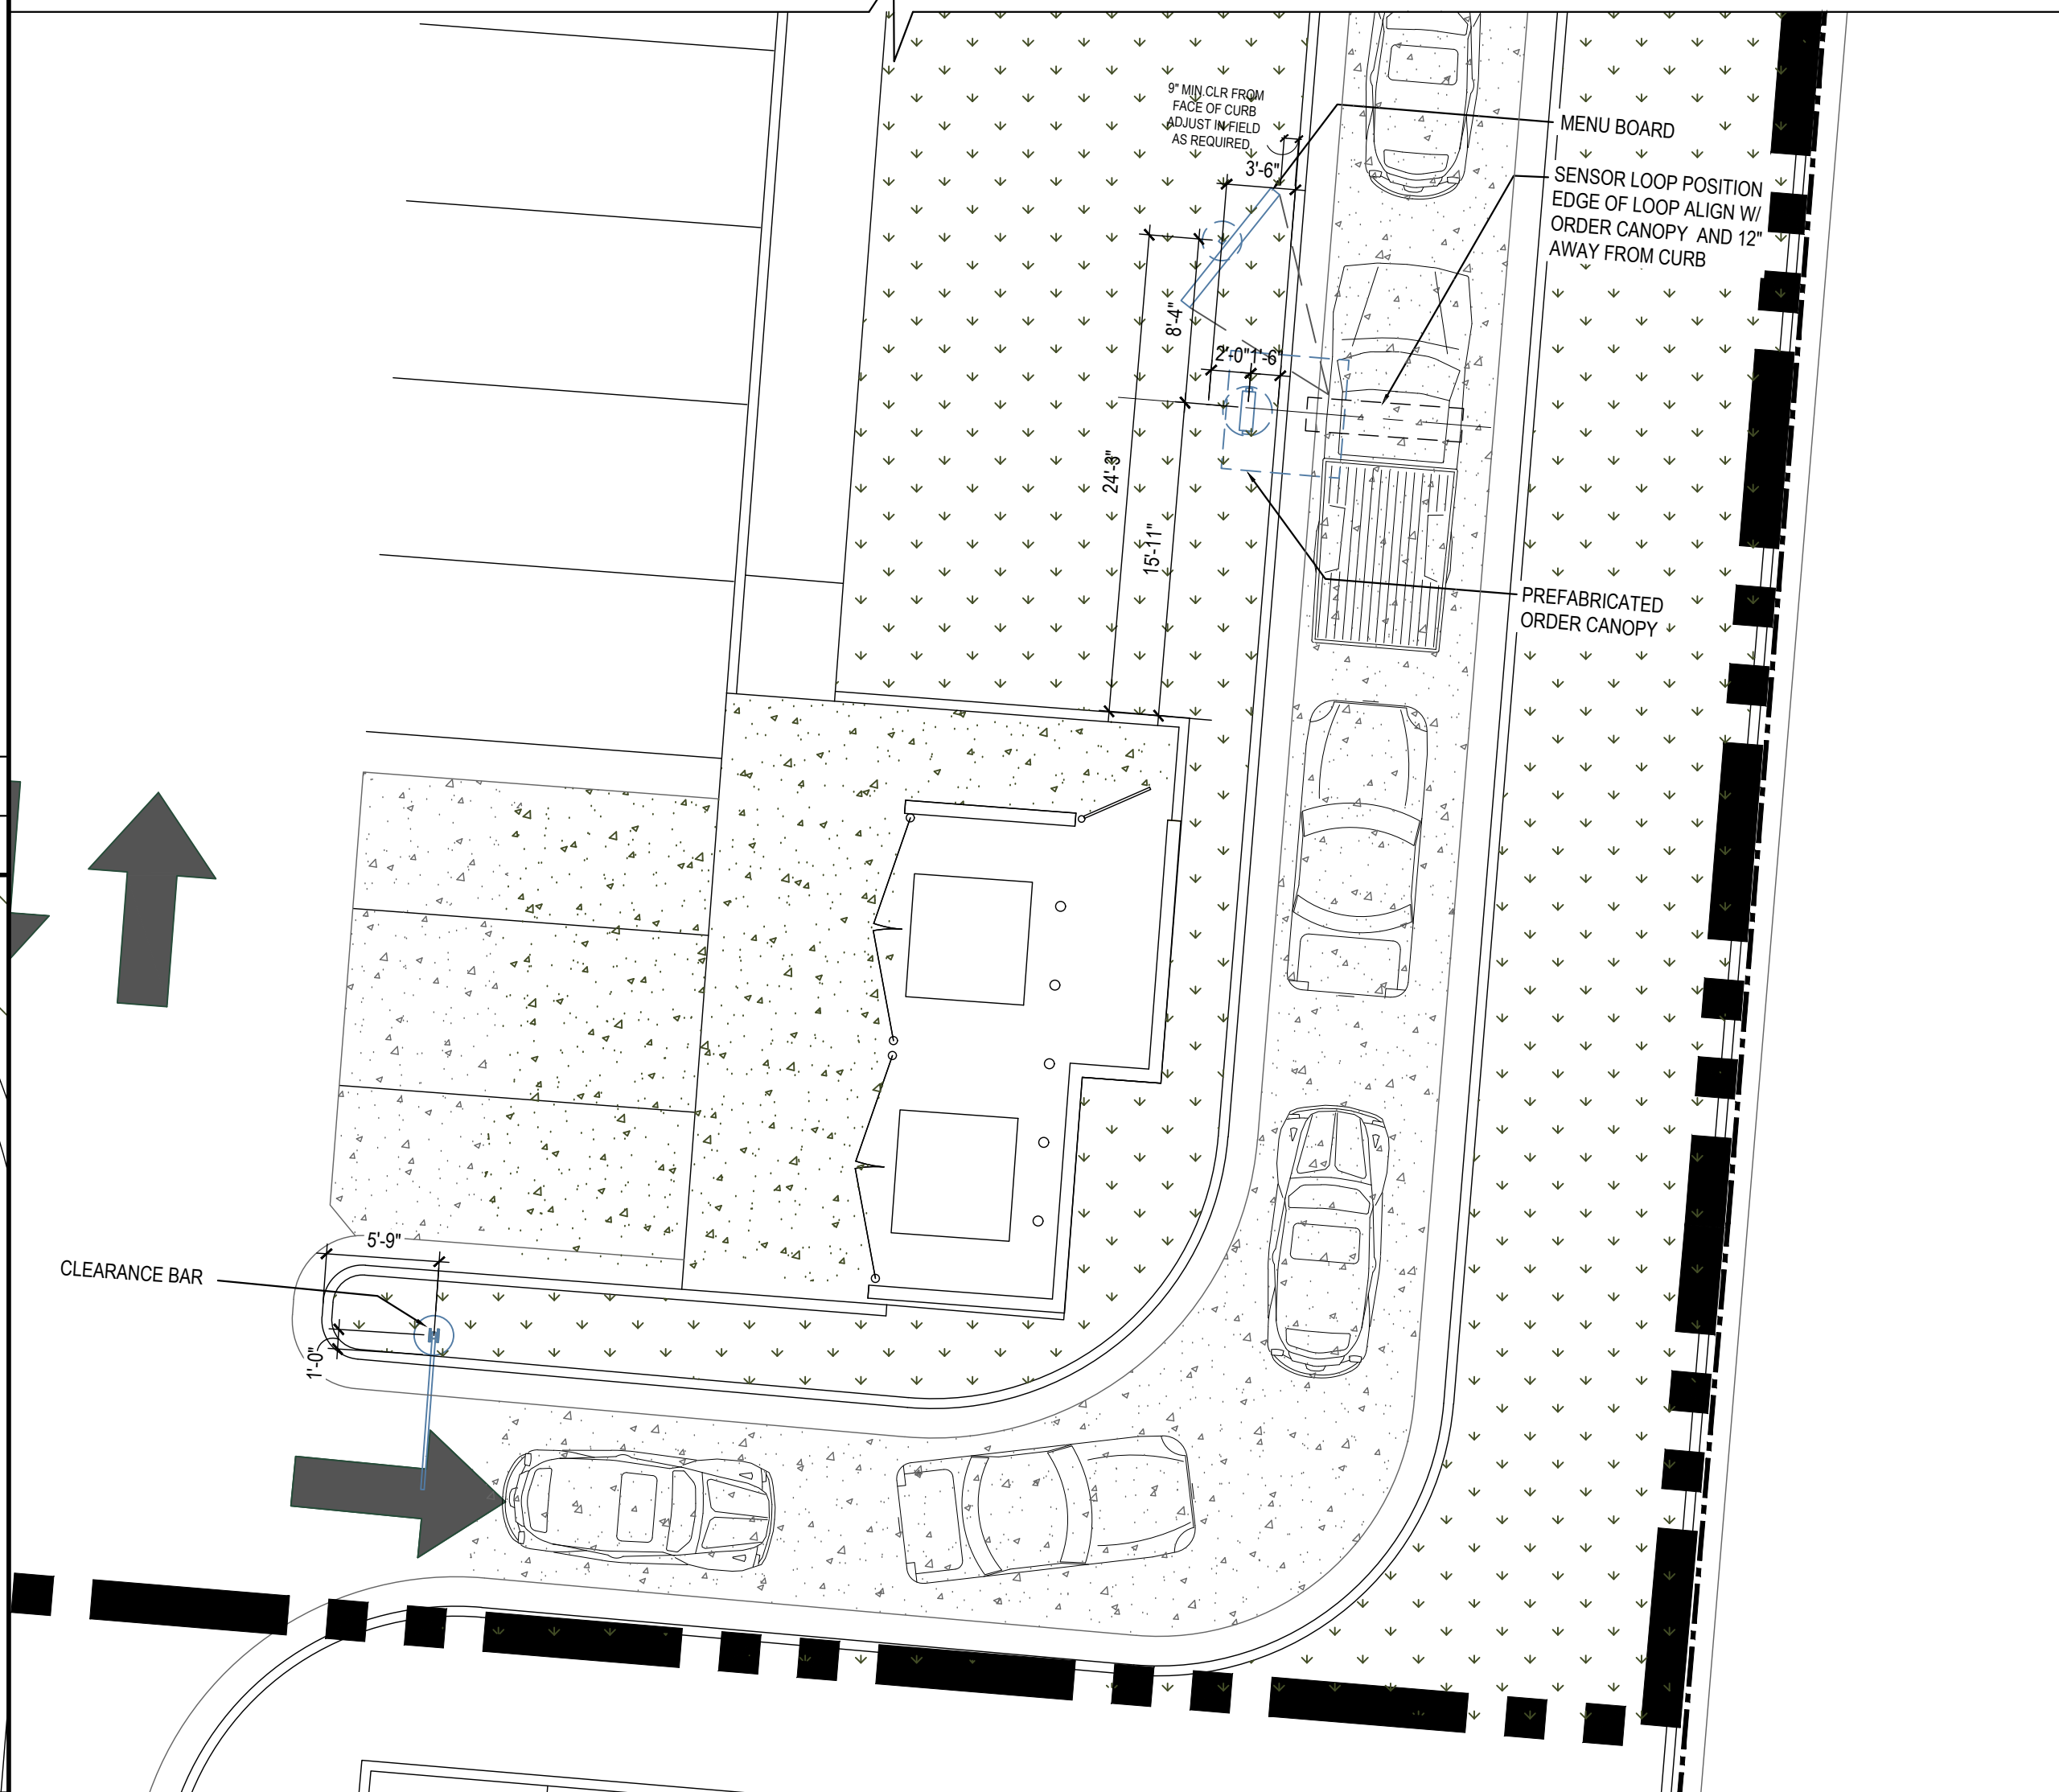 9" MIN.CLR FROM
FACE OF CURB
ADJUST IN FIELD
AS REQUIRED
MENU BOARD
3'-6"
SENSOR LOOP POSITION
EDGE OF LOOP ALIGN W/
ORDER CANOPY AND 12"
AWAY FROM CURB
8'-4"
2'-0"
1'-6"
24'-3"
15'-11"
PREFABRICATED
ORDER CANOPY
5'-9"
CLEARANCE BAR
1'-0"